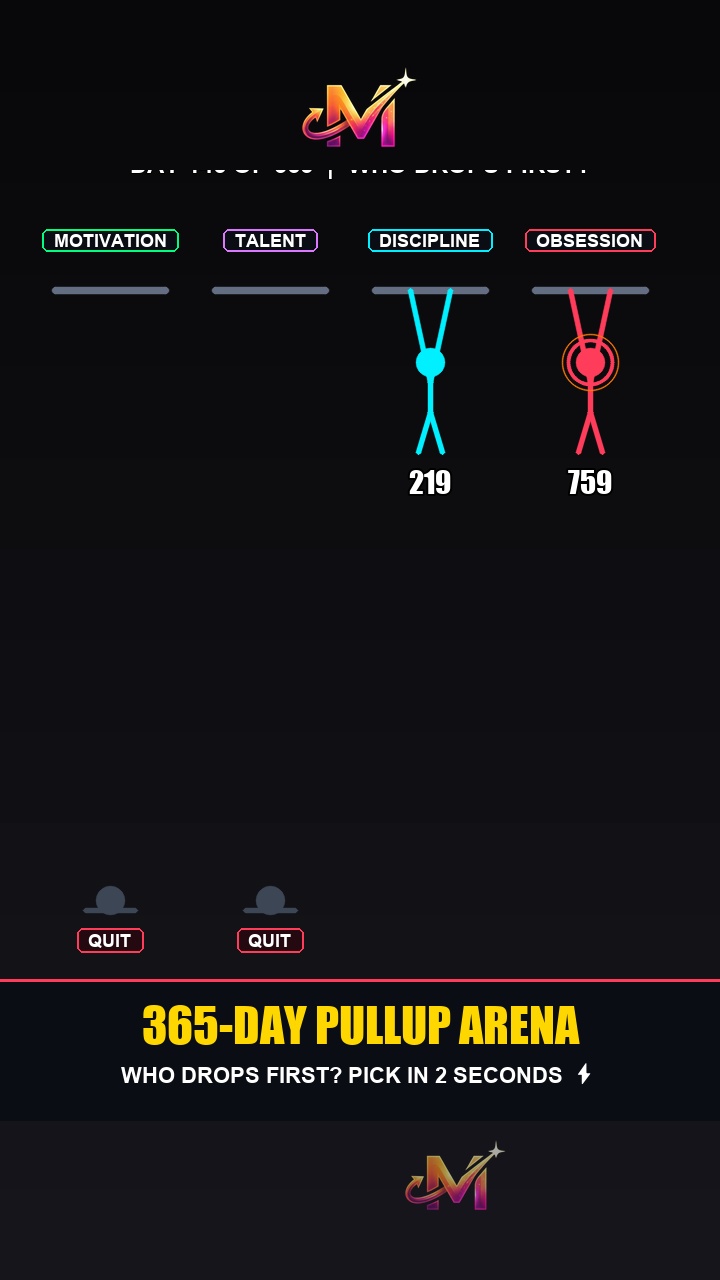 MOTIVATION
TALENT
DISCIPLINE
OBSESSION
219
759
QUIT
QUIT
365-DAY PULLUP ARENA
WHO DROPS FIRST? PICK IN 2 SECONDS